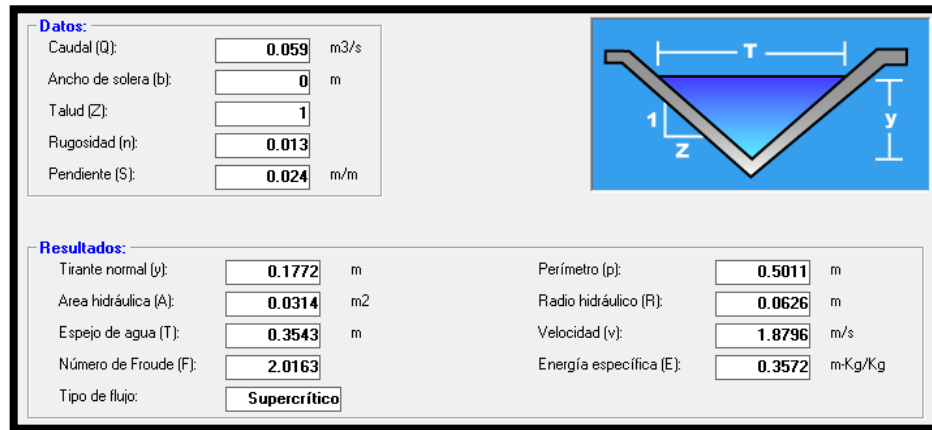 Datos:
Caudal (Q): 0.059 m3/s
Ancho de solera (b): 0 m
Talud (Z): 1
Rugosidad (n): 0.013
Pendiente (S): 0.024 m/m
T
1
Z
y
Resultados:
Tirante normal (y): 0.1772 m Perímetro (p): 0.5011 m
Area hidráulica (A): 0.0314 m2 Radio hidráulico (R): 0.0626 m
Espejo de agua (T): 0.3543 m Velocidad (v): 1.8796 m/s
Número de Froude (F): 2.0163 Energía específica (E): 0.3572 m-Kg/Kg
Tipo de flujo: Supercrítico